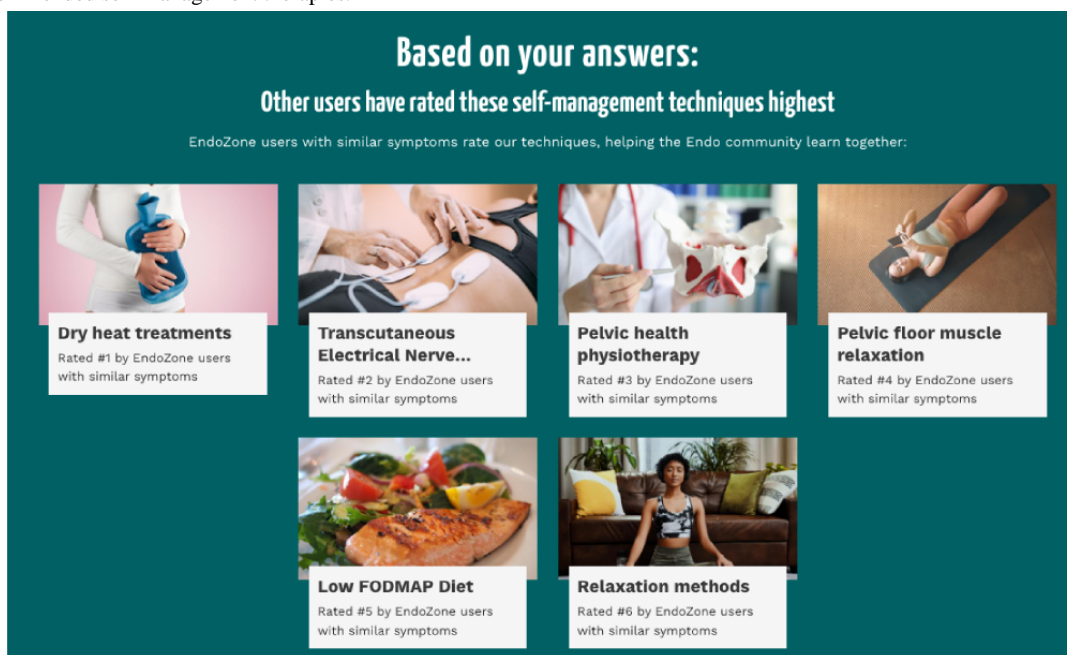 Based on your answers:
Other users have rated these self-management techniques highest
EndoZone users with similar symptoms rate our techniques, helping the Endo community learn together:
Dry heat treatments
Rated #1 by EndoZone users
with similar symptoms
Transcutaneous
Electrical Nerve...
Rated #2 by EndoZone users
with similar symptoms
Pelvic health
physiotherapy
Rated #3 by EndoZone users
with similar symptoms
Pelvic floor muscle
relaxation
Rated #4 by EndoZone users
with similar symptoms
Low FODMAP Diet
Rated #5 by EndoZone users
with similar symptoms
Relaxation methods
Rated #6 by EndoZone users
with similar symptoms